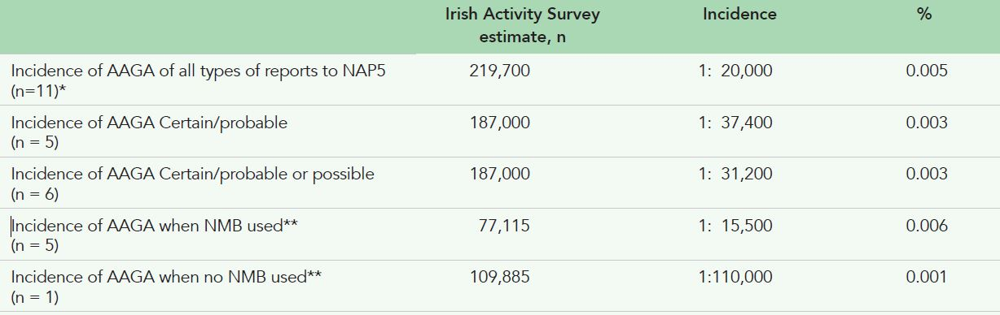 Irish Activity Survey
estimate, n
Incidence
%
Incidence of AAGA of all types of reports to NAP5
(n=11)*
219,700
1: 20,000
0.005
Incidence of AAGA Certain/probable
(n = 5)
187,000
1: 37,400
0.003
Incidence of AAGA Certain/probable or possible
(n = 6)
187,000
1: 31,200
0.003
Incidence of AAGA when NMB used**
(n = 5)
77,115
1: 15,500
0.006
Incidence of AAGA when no NMB used**
(n = 1)
109,885
1:110,000
0.001